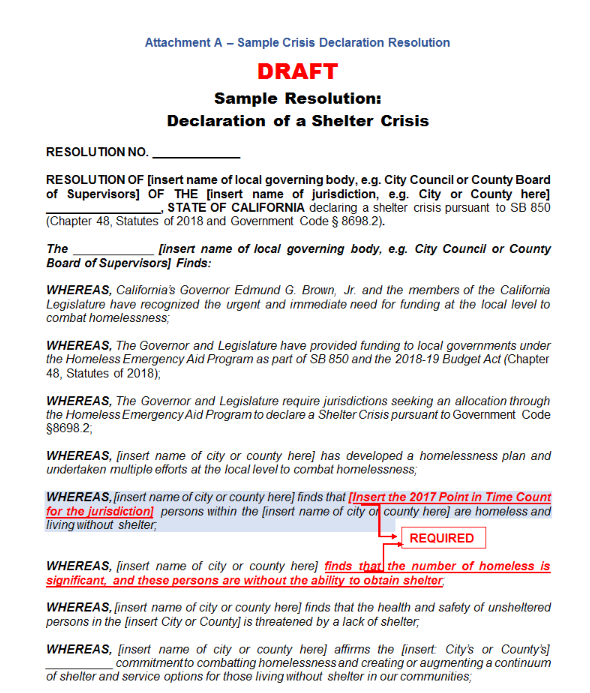 Attachment A – Sample Crisis Declaration Resolution
DRAFT
Sample Resolution:
Declaration of a Shelter Crisis
RESOLUTION NO. ____________
RESOLUTION OF [insert name of local governing body, e.g. City Council or County Board
of Supervisors] OF THE [insert name of jurisdiction, e.g. City or County here]
________________, STATE OF CALIFORNIA declaring a shelter crisis pursuant to SB 850
(Chapter 48, Statutes of 2018 and Government Code § 8698.2).
The ___________ [insert name of local governing body, e.g. City Council or County
Board of Supervisors] Finds:
WHEREAS, California's Governor Edmund G. Brown, Jr. and the members of the California
Legislature have recognized the urgent and immediate need for funding at the local level to
combat homelessness;
WHEREAS, The Governor and Legislature have provided funding to local governments under
the Homeless Emergency Aid Program as part of SB 850 and the 2018-19 Budget Act (Chapter
48, Statutes of 2018);
WHEREAS, The Governor and Legislature require jurisdictions seeking an allocation through
the Homeless Emergency Aid Program to declare a Shelter Crisis pursuant to Government Code
§8698.2;
WHEREAS, [insert name of city or county here] has developed a homelessness plan and
undertaken multiple efforts at the local level to combat homelessness;
WHEREAS, [insert name of city or county here] finds that [Insert the 2017 Point in Time Count
for the jurisdiction] persons within the [insert name of city or county here] are homeless and
living without shelter;
REQUIRED
WHEREAS, [insert name of city or county here] finds that the number of homeless is
significant, and these persons are without the ability to obtain shelter;
WHEREAS, [insert name of city or county here] finds that the health and safety of unsheltered
persons in the [insert City or County] is threatened by a lack of shelter;
WHEREAS, [insert name of city or county here] affirms the [insert: City's or County's]
_________ commitment to combatting homelessness and creating or augmenting a continuum
of shelter and service options for those living without shelter in our communities;